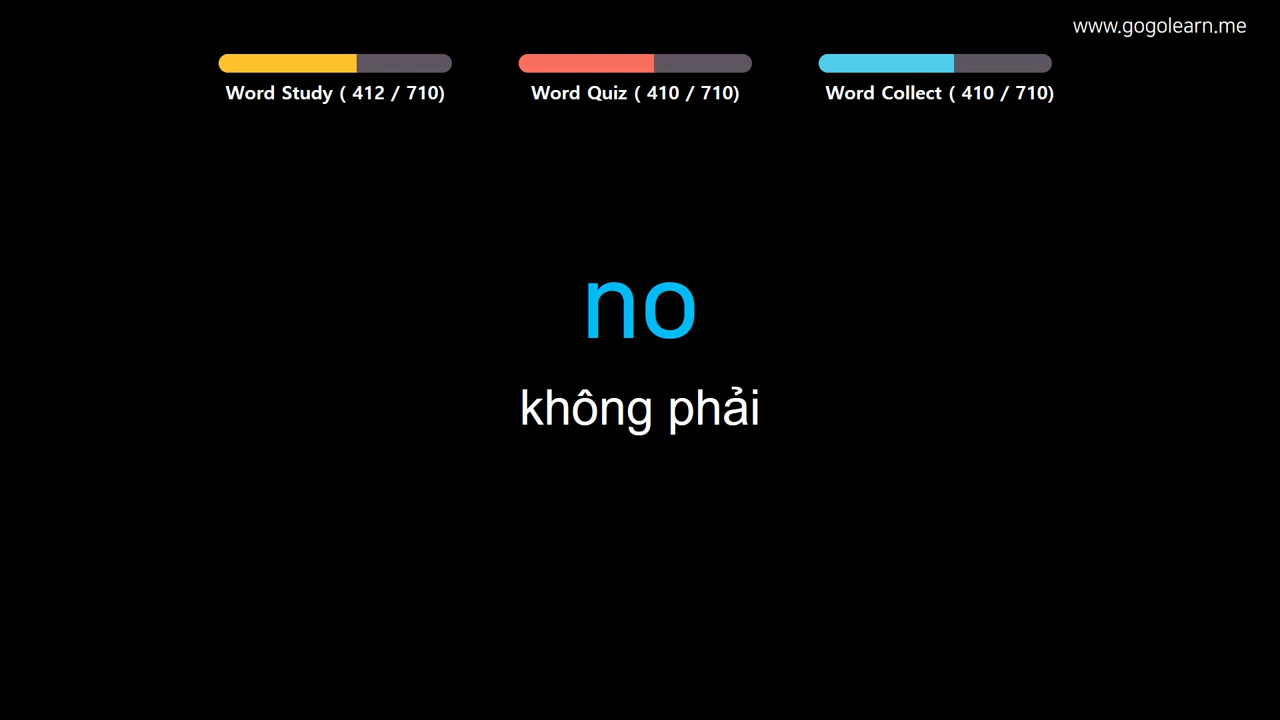 www.gogolearn.me
Word Study ( 412 / 710)
Word Quiz ( 410 / 710)
Word Collect ( 410 / 710)
no
không phải